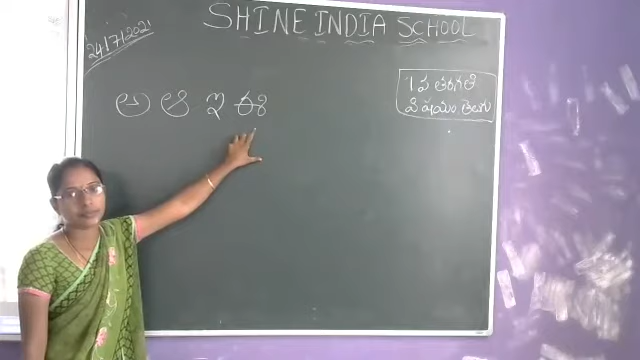 24/7/2021
SHINE INDIA SCHOOL
1వ తరగతి
విషయం తెలుగు
అ ఆ ఇ ఈ